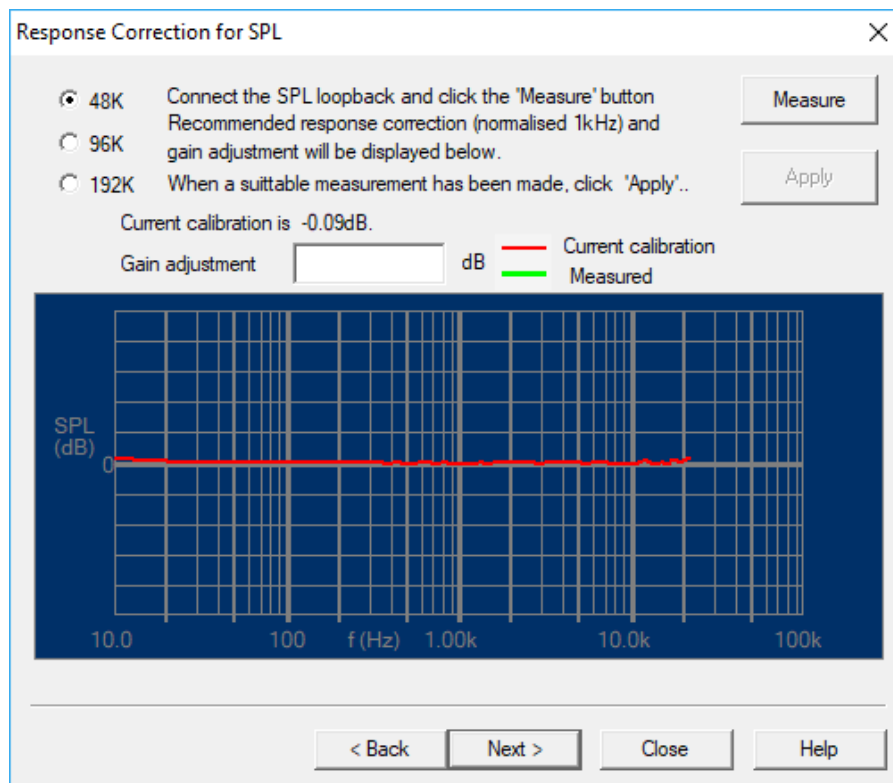 Response Correction for SPL
48K
96K
192K
Connect the SPL loopback and click the 'Measure' button
Recommended response correction (normalised 1kHz) and
gain adjustment will be displayed below.
When a suittable measurement has been made, click 'Apply'..
Measure
Apply
Current calibration is -0.09dB.
Gain adjustment
dB
Current calibration
Measured
SPL
(dB)
0
10.0
100
f (Hz)
1.00k
10.0k
100k
< Back
Next >
Close
Help